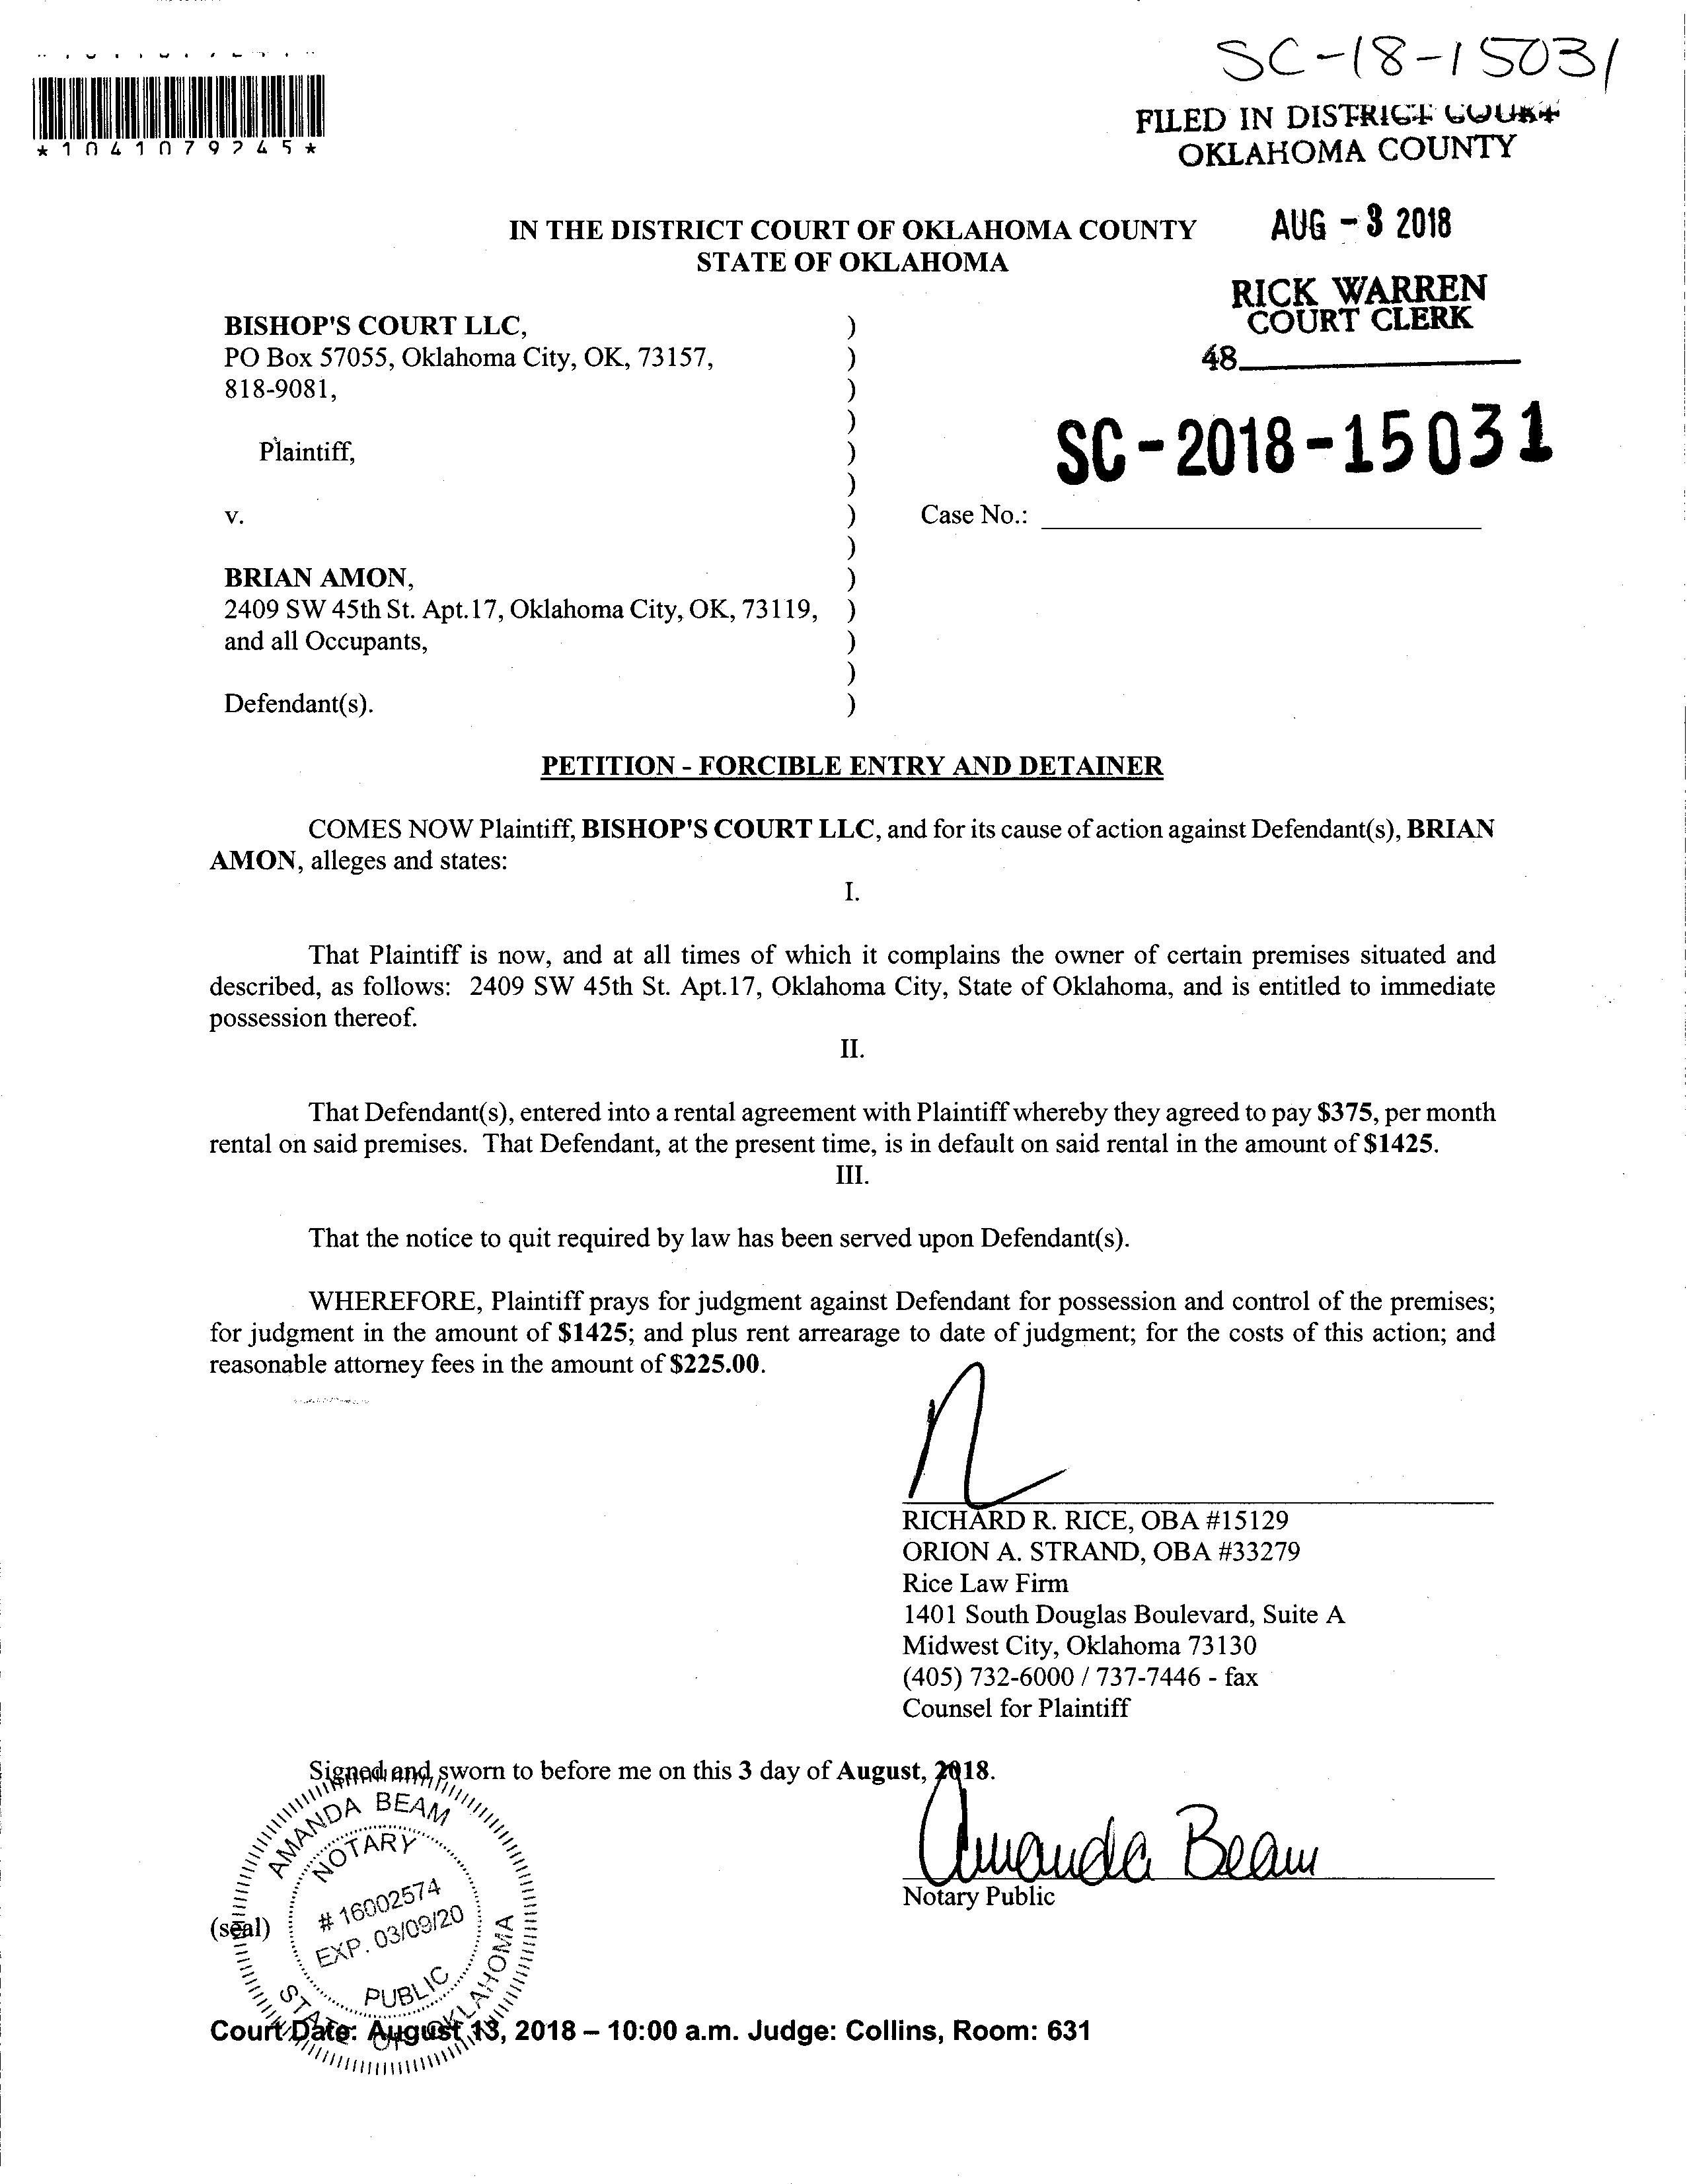 SC-18-15031
*1041079245*
FILED IN DISTRICT COURT
OKLAHOMA COUNTY
IN THE DISTRICT COURT OF OKLAHOMA COUNTY
STATE OF OKLAHOMA
AUG - 3 2018
RICK WARREN
COURT CLERK
48
BISHOP'S COURT LLC, )
PO Box 57055, Oklahoma City, OK, 73157, )
818-9081, )
)
Plaintiff, )
)
SC-2018-15031
v. ) Case No.:
)
BRIAN AMON, )
2409 SW 45th St. Apt.17, Oklahoma City, OK, 73119, )
and all Occupants, )
)
Defendant(s). )
PETITION - FORCIBLE ENTRY AND DETAINER
COMES NOW Plaintiff, BISHOP'S COURT LLC, and for its cause of action against Defendant(s), BRIAN
AMON, alleges and states:
I.
That Plaintiff is now, and at all times of which it complains the owner of certain premises situated and
described, as follows: 2409 SW 45th St. Apt.17, Oklahoma City, State of Oklahoma, and is entitled to immediate
possession thereof.
II.
That Defendant(s), entered into a rental agreement with Plaintiff whereby they agreed to pay $375, per month
rental on said premises. That Defendant, at the present time, is in default on said rental in the amount of $1425.
III.
That the notice to quit required by law has been served upon Defendant(s).
WHEREFORE, Plaintiff prays for judgment against Defendant for possession and control of the premises;
for judgment in the amount of $1425; and plus rent arrearage to date of judgment; for the costs of this action; and
reasonable attorney fees in the amount of $225.00.
RICHARD R. RICE, OBA #15129
ORION A. STRAND, OBA #33279
Rice Law Firm
1401 South Douglas Boulevard, Suite A
Midwest City, Oklahoma 73130
(405) 732-6000 / 737-7446 - fax
Counsel for Plaintiff
Signed and sworn to before me on this 3 day of August, 2018.
Amanda Beam
Notary Public
(seal)
AMANDA BEAM
NOTARY
# 16002574
EXP. 03/09/20
PUBLIC
STATE OF OKLAHOMA
Court Date: August 13, 2018 – 10:00 a.m. Judge: Collins, Room: 631